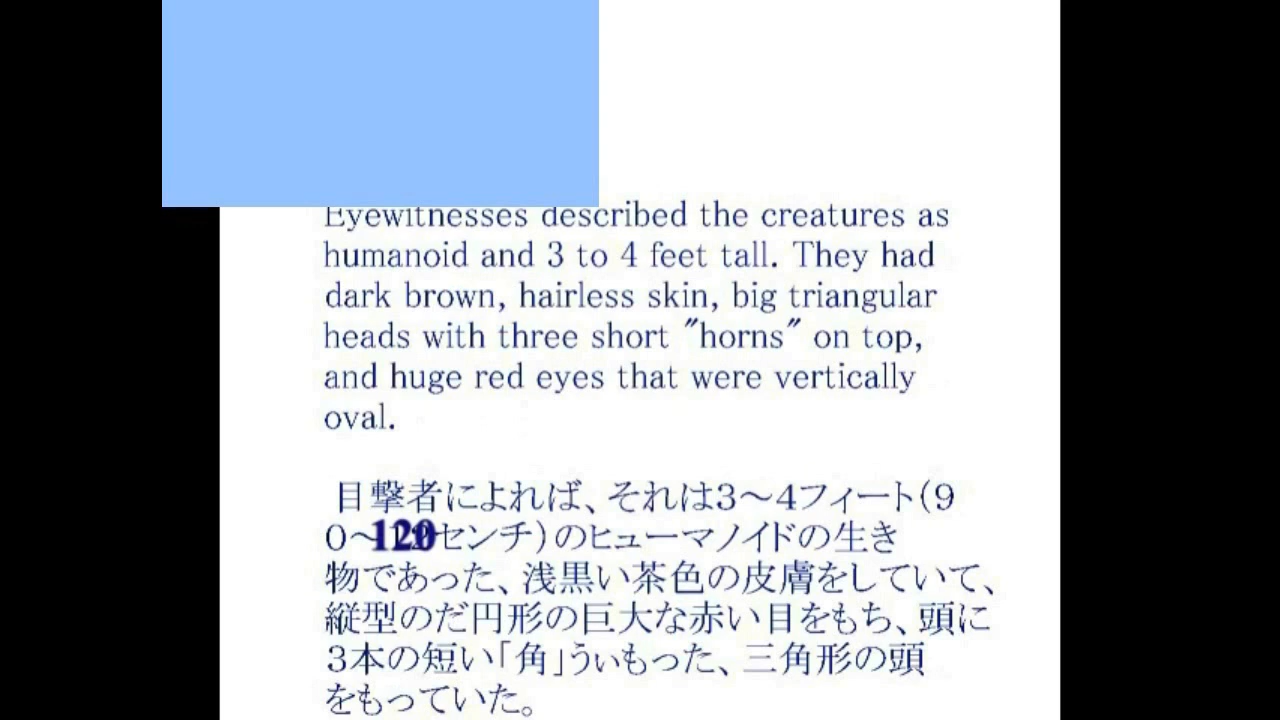 Eyewitnesses described the creatures as
humanoid and 3 to 4 feet tall. They had
dark brown, hairless skin, big triangular
heads with three short "horns" on top,
and huge red eyes that were vertically
oval.
目撃者によれば、それは３～４フィート（９
０～120センチ）のヒューマノイドの生き
物であった、浅黒い茶色の皮膚をしていて、
縦型のだ円形の巨大な赤い目をもち、頭に
３本の短い「角」うぃもった、三角形の頭
をもっていた。